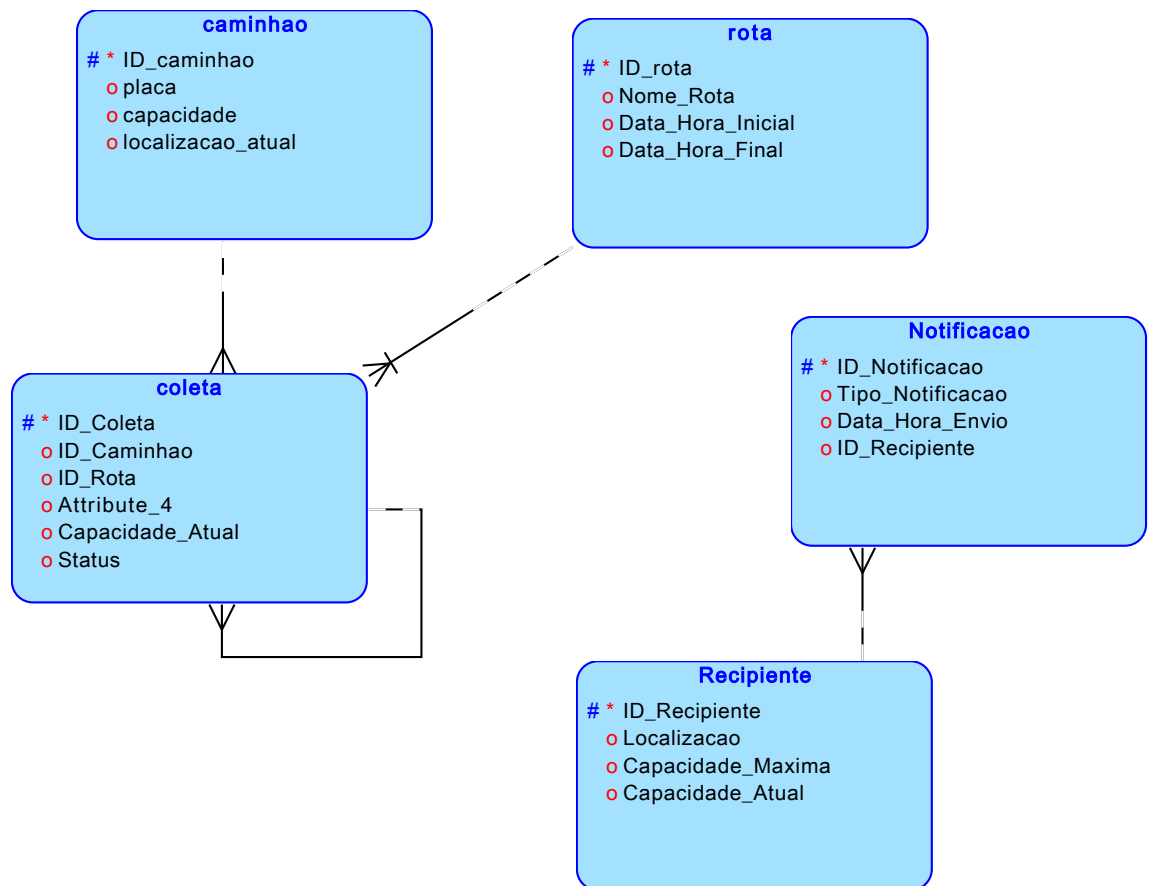 caminhao
# * ID_caminhao
o placa
o capacidade
o localizacao_atual
rota
# * ID_rota
o Nome_Rota
o Data_Hora_Inicial
o Data_Hora_Final
Notificacao
# * ID_Notificacao
o Tipo_Notificacao
o Data_Hora_Envio
o ID_Recipiente
coleta
# * ID_Coleta
o ID_Caminhao
o ID_Rota
o Attribute_4
o Capacidade_Atual
o Status
Recipiente
# * ID_Recipiente
o Localizacao
o Capacidade_Maxima
o Capacidade_Atual